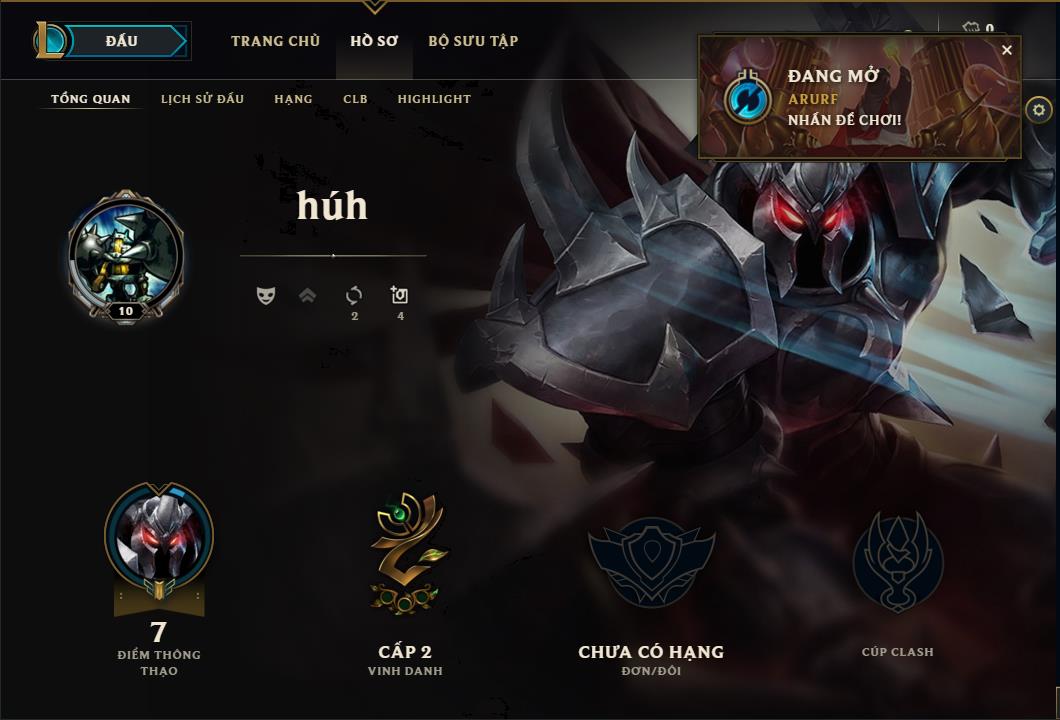 ĐẤU
TRANG CHỦ
HỒ SƠ
BỘ SƯU TẬP
0
TỔNG QUAN
LỊCH SỬ ĐẤU
HẠNG
CLB
HIGHLIGHT
ĐANG MỞ
ARURF
NHẤN ĐỂ CHƠI!
húh
10
2
4
7
ĐIỂM THÔNG
THẠO
CẤP 2
VINH DANH
CHƯA CÓ HẠNG
ĐƠN/ĐÔI
CÚP CLASH